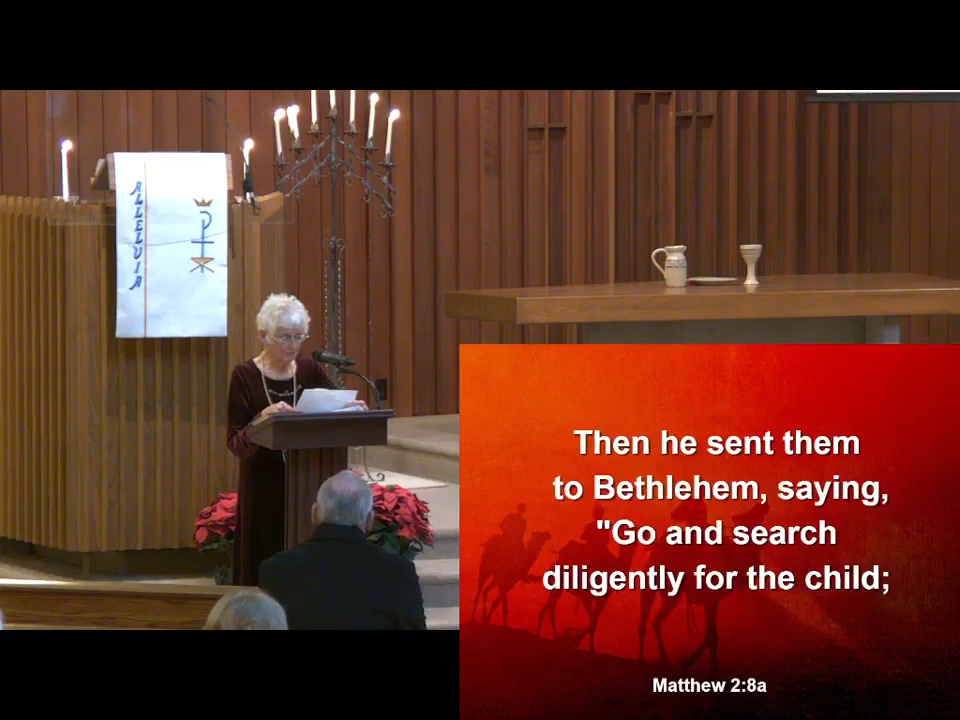 ALLELUIA
Then he sent them
to Bethlehem, saying,
"Go and search
diligently for the child;
Matthew 2:8a